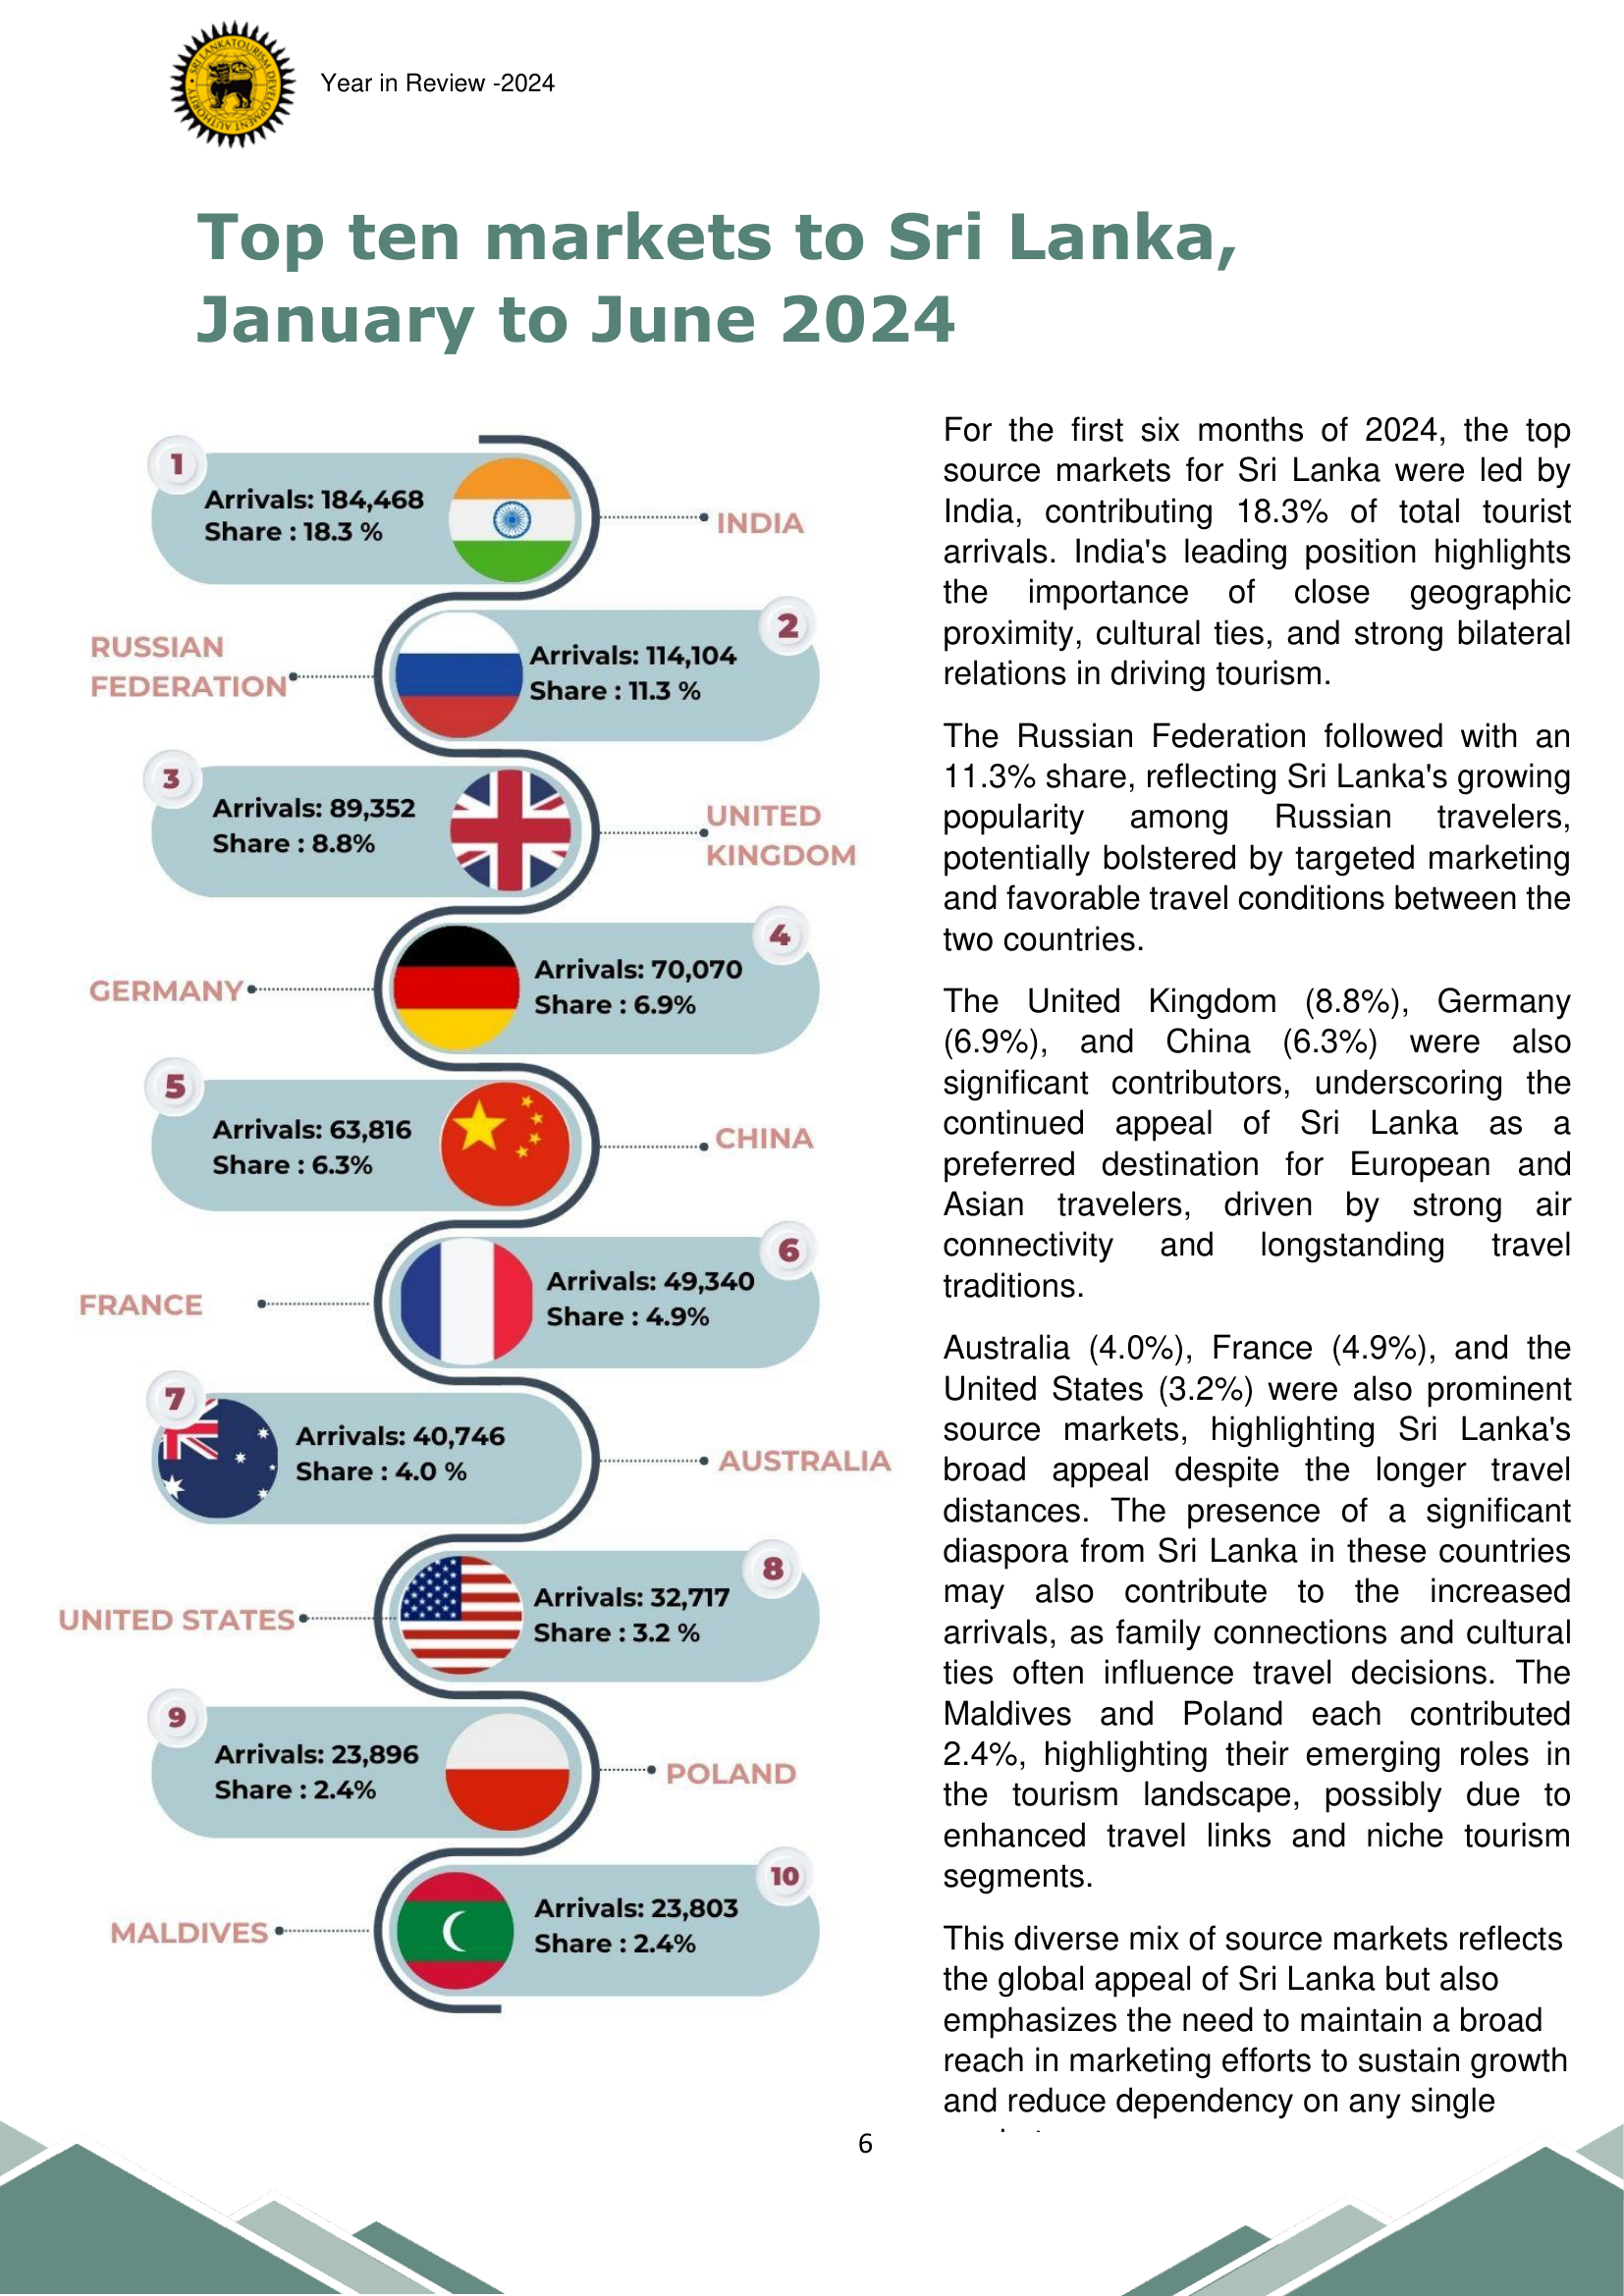 SRI LANKA TOURISM DEVELOPMENT AUTHORITY
Year in Review -2024
Top ten markets to Sri Lanka,
January to June 2024
1
Arrivals: 184,468
Share : 18.3 %
INDIA
2
RUSSIAN
FEDERATION
Arrivals: 114,104
Share : 11.3 %
3
Arrivals: 89,352
Share : 8.8%
UNITED
KINGDOM
4
GERMANY
Arrivals: 70,070
Share : 6.9%
5
Arrivals: 63,816
Share : 6.3%
CHINA
6
FRANCE
Arrivals: 49,340
Share : 4.9%
7
Arrivals: 40,746
Share : 4.0 %
AUSTRALIA
8
UNITED STATES
Arrivals: 32,717
Share : 3.2 %
9
Arrivals: 23,896
Share : 2.4%
POLAND
10
MALDIVES
Arrivals: 23,803
Share : 2.4%
For the first six months of 2024, the top
source markets for Sri Lanka were led by
India, contributing 18.3% of total tourist
arrivals. India's leading position highlights
the importance of close geographic
proximity, cultural ties, and strong bilateral
relations in driving tourism.
The Russian Federation followed with an
11.3% share, reflecting Sri Lanka's growing
popularity among Russian travelers,
potentially bolstered by targeted marketing
and favorable travel conditions between the
two countries.
The United Kingdom (8.8%), Germany
(6.9%), and China (6.3%) were also
significant contributors, underscoring the
continued appeal of Sri Lanka as a
preferred destination for European and
Asian travelers, driven by strong air
connectivity and longstanding travel
traditions.
Australia (4.0%), France (4.9%), and the
United States (3.2%) were also prominent
source markets, highlighting Sri Lanka's
broad appeal despite the longer travel
distances. The presence of a significant
diaspora from Sri Lanka in these countries
may also contribute to the increased
arrivals, as family connections and cultural
ties often influence travel decisions. The
Maldives and Poland each contributed
2.4%, highlighting their emerging roles in
the tourism landscape, possibly due to
enhanced travel links and niche tourism
segments.
This diverse mix of source markets reflects
the global appeal of Sri Lanka but also
emphasizes the need to maintain a broad
reach in marketing efforts to sustain growth
and reduce dependency on any single
6